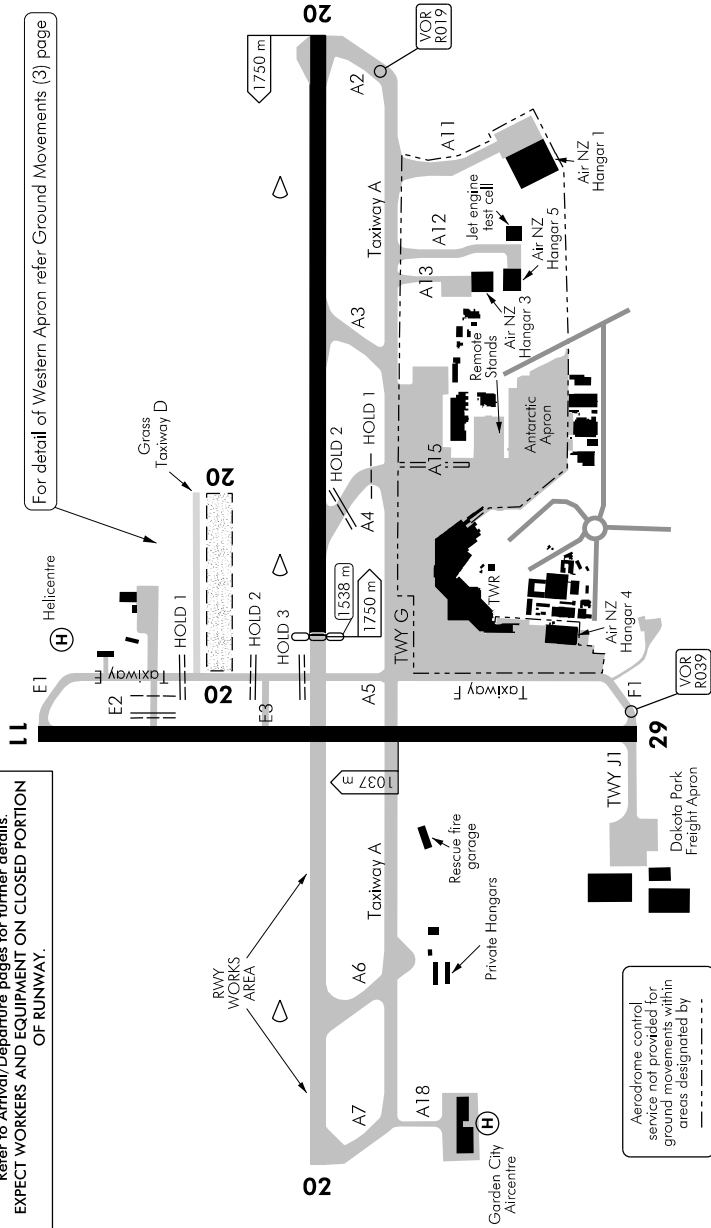 Refer to Arrival/Departure pages for further details.
EXPECT WORKERS AND EQUIPMENT ON CLOSED PORTION
OF RUNWAY.
For detail of Western Apron refer Ground Movements (3) page
11
E1
Helicentre
H
E2
Taxiway E
HOLD 1
Grass
Taxiway D
02
20
HOLD 2
E3
HOLD 3
RWY
WORKS
AREA
02
20
1538 m
1750 m
1750 m
1037 m
A7
A6
A5
A4
HOLD 2
HOLD 1
A3
A2
Taxiway A
Taxiway A
TWY G
VOR
R019
A18
A15
A13
A12
A11
Garden City
Aircentre
H
Private Hangars
Rescue fire
garage
Taxiway F
TWR
Remote
Stands
Antarctic
Apron
Air NZ
Hangar 3
Air NZ
Hangar 5
Jet engine
test cell
Air NZ
Hangar 1
Air NZ
Hangar 4
F1
VOR
R039
29
TWY J1
Dakota Park
Freight Apron
Aerodrome control
service not provided for
ground movements within
areas designated by